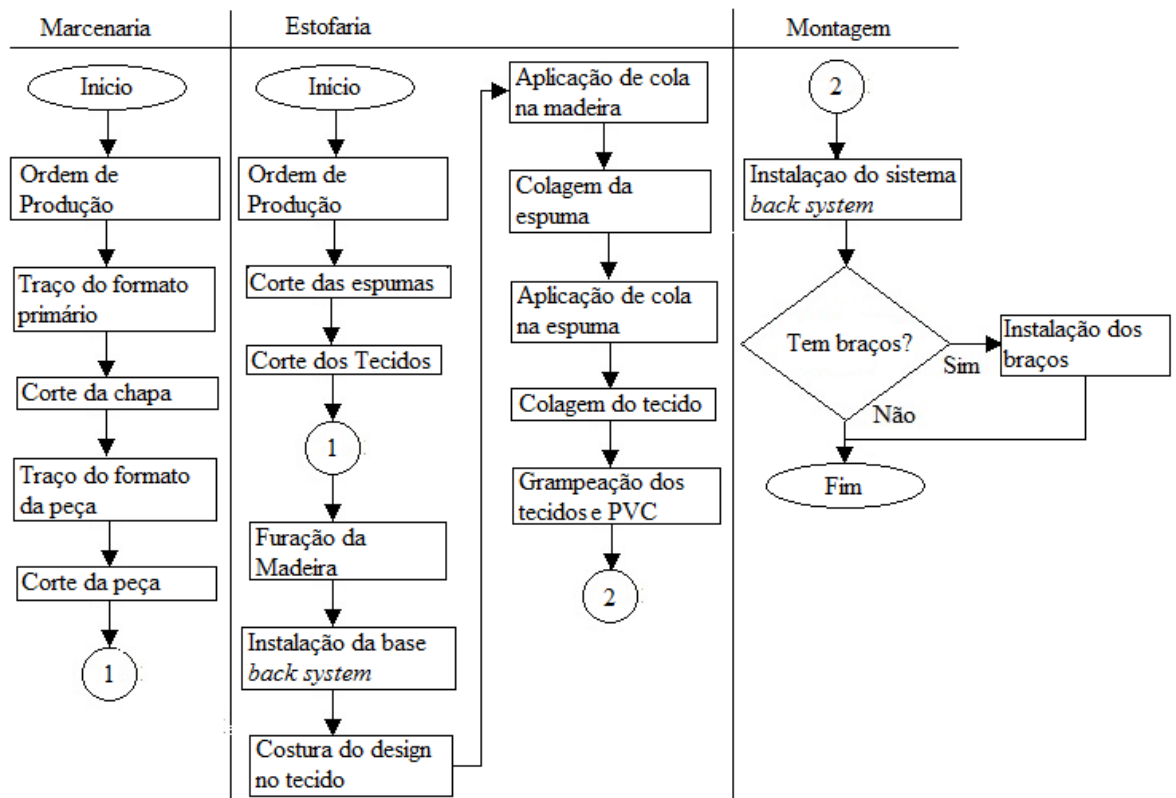 Marcenaria
Início
Ordem de
Produção
Traço do formato
primário
Corte da chapa
Traço do formato
da peça
Corte da peça
1
Estofaria
Início
Ordem de
Produção
Corte das espumas
Corte dos Tecidos
1
Furação da
Madeira
Instalação da base
back system
Costura do design
no tecido
Aplicação de cola
na madeira
Colagem da
espuma
Aplicação de cola
na espuma
Colagem do tecido
Grampeação dos
tecidos e PVC
2
Montagem
2
Instalaçao do sistema
back system
Tem braços?
Sim
Instalação dos
braços
Não
Fim